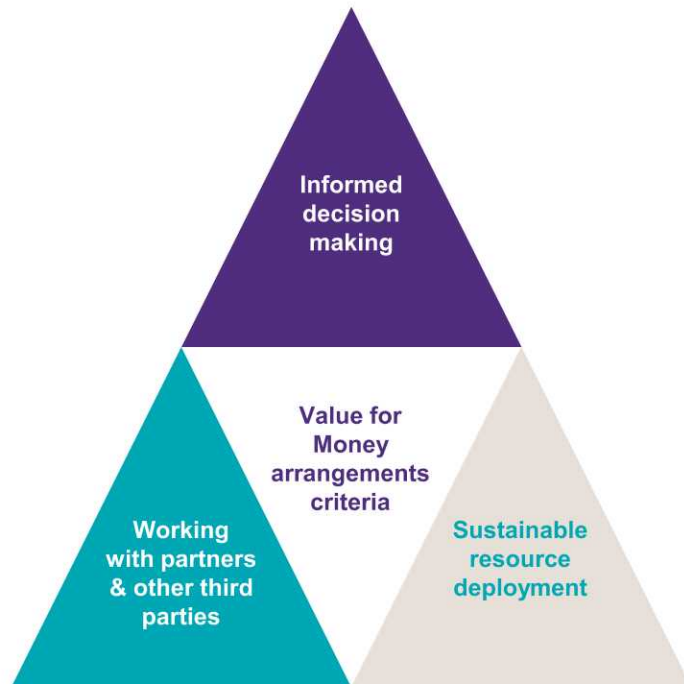 Informed
decision
making
Value for
Money
arrangements
criteria
Working
with partners
& other third
parties
Sustainable
resource
deployment